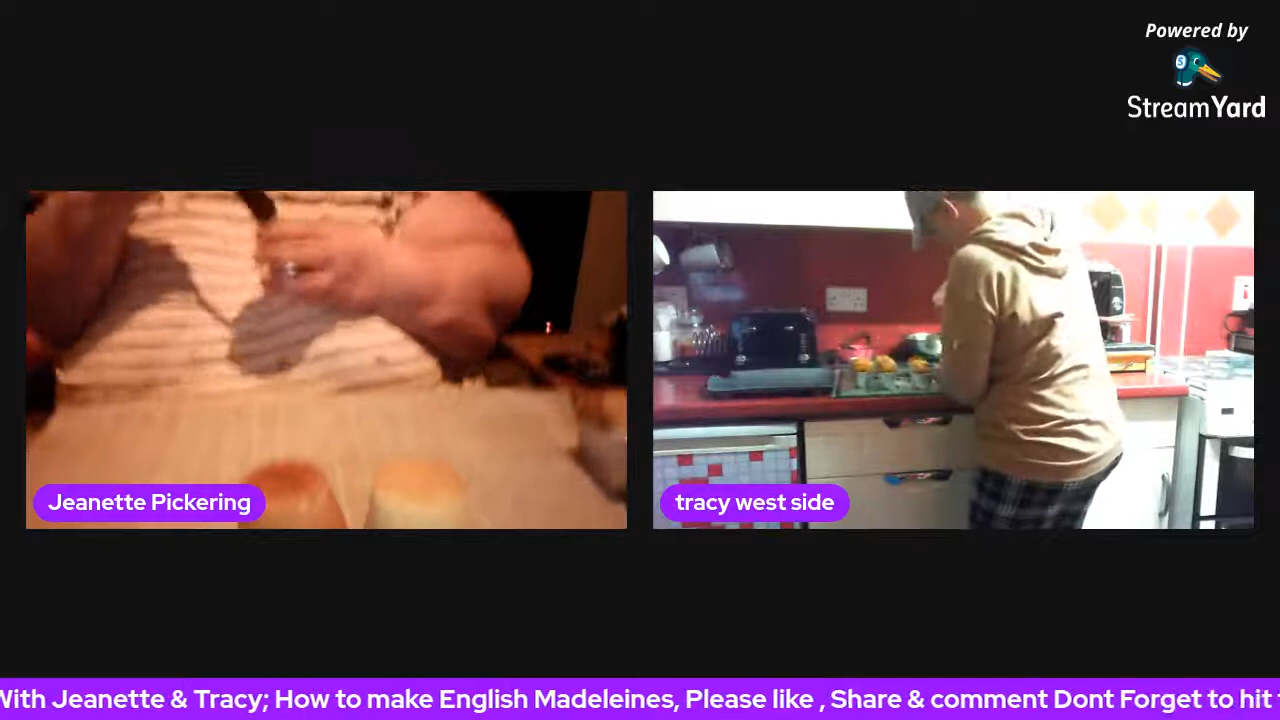 Powered by
StreamYard
Jeanette Pickering
tracy west side
With Jeanette & Tracy; How to make English Madeleines, Please like , Share & comment Dont Forget to hit